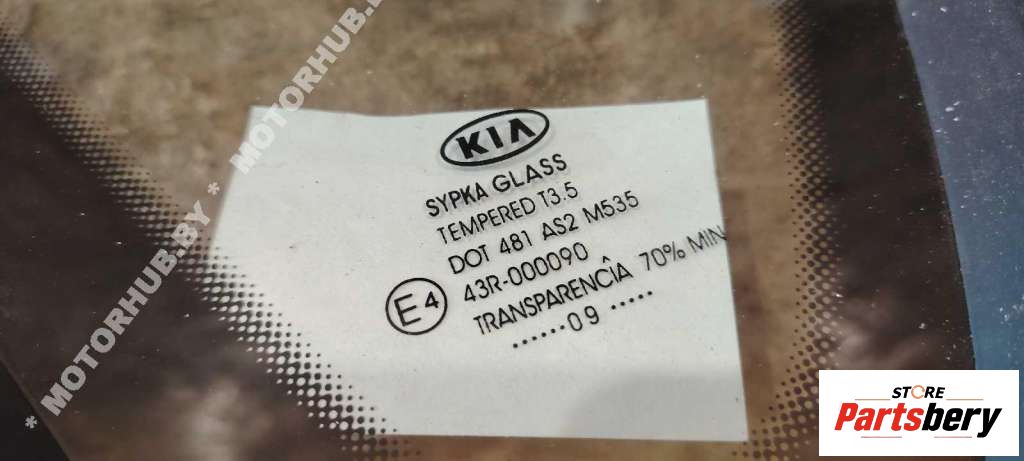 KIA
SYPKA GLASS
TEMPERED T3.5
DOT 481 AS2 M535
E4
43R-000090
TRANSPARENCÎA 70% MIN
......09 .....
* MOTORHUB.BY * MOTORHUB.BY
STORE
Partsbery